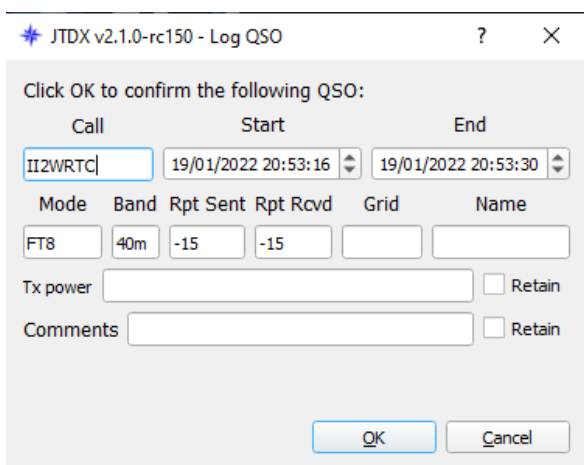 JTDX v2.1.0-rc150 - Log QSO ?
Click OK to confirm the following QSO:
Call Start End
II2WRTC 19/01/2022 20:53:16 19/01/2022 20:53:30
Mode Band Rpt Sent Rpt Rcvd Grid Name
FT8 40m -15 -15
Tx power Retain
Comments Retain
OK Cancel